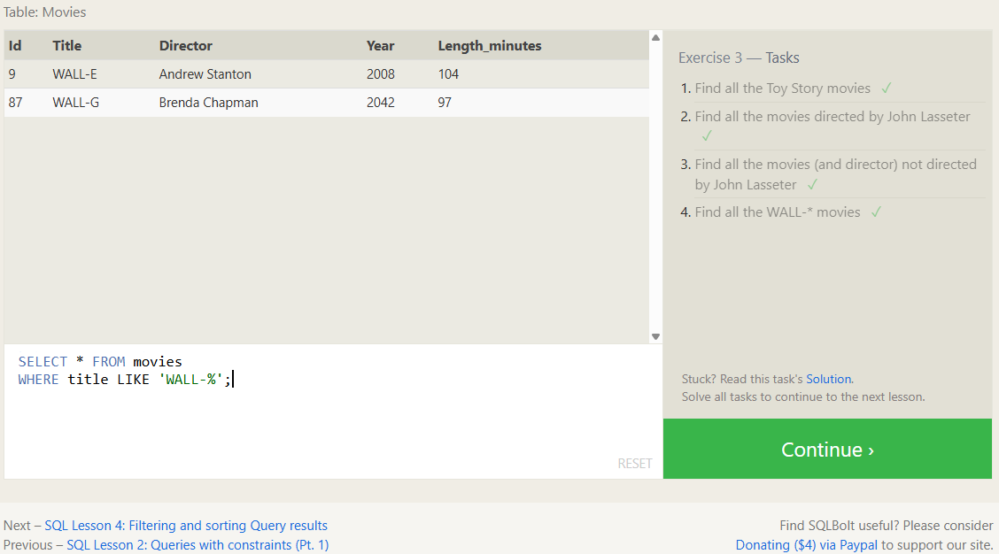 Table: Movies
Id Title Director Year Length_minutes
9 WALL-E Andrew Stanton 2008 104
87 WALL-G Brenda Chapman 2042 97
SELECT * FROM movies
WHERE title LIKE 'WALL-%';
RESET
Exercise 3 — Tasks
1. Find all the Toy Story movies ✓
2. Find all the movies directed by John Lasseter
✓
3. Find all the movies (and director) not directed
by John Lasseter ✓
4. Find all the WALL-* movies ✓
Stuck? Read this task's Solution.
Solve all tasks to continue to the next lesson.
Continue ›
Next – SQL Lesson 4: Filtering and sorting Query results
Previous – SQL Lesson 2: Queries with constraints (Pt. 1)
Find SQLBolt useful? Please consider
Donating ($4) via Paypal to support our site.